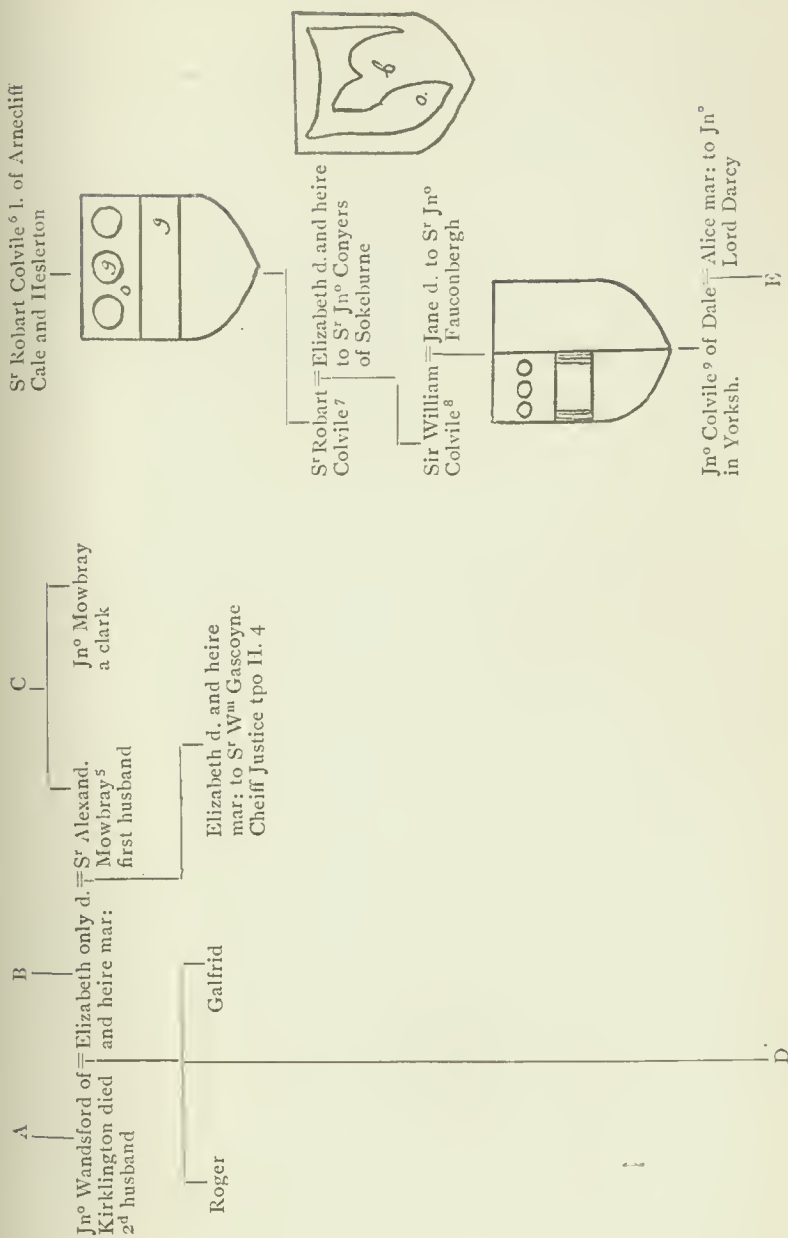 A
B
C
Jnº Wandsford of = Elizabeth only d. = Sʳ Alexand.
Kirklington died
2ᵈ husband
and heire mar:
Mowbray⁵
first husband
Jnº Mowbray
a clark
Roger
Galfrid
Elizabeth d. and heire
mar: to Sʳ Wᵐ Gascoyne
Cheiff Justice tpo H. 4
D
Sʳ Robart Colvile⁶ l. of Arnecliff
Cale and Heslerton
o
g
g
Sʳ Robart = Elizabeth d. and heire
Colvile⁷
to Sʳ Jnº Conyers
of Sokeburne
b
o.
Sir William = Jane d. to Sʳ Jnº
Colvile⁸
Fauconbergh
Jnº Colvile⁹ of Dale = Alice mar: to Jnº
in Yorksh.
Lord Darcy
E